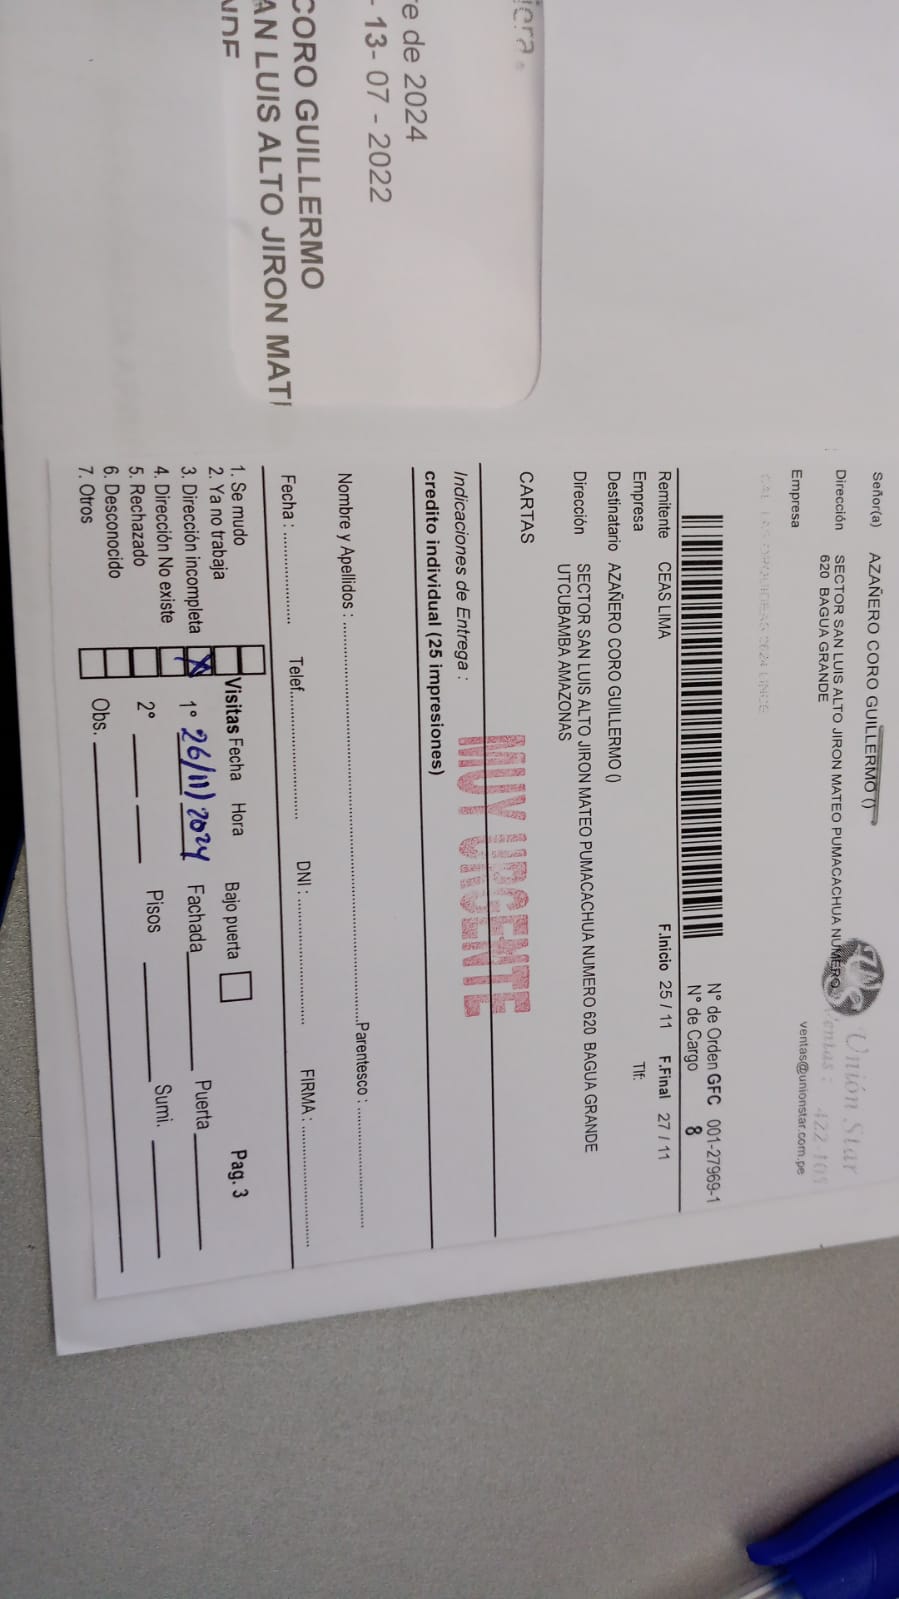 Señor(a) AZAÑERO CORO GUILLERMO ()
Dirección SECTOR SAN LUIS ALTO JIRON MATEO PUMACACHUA NUMERO
620 BAGUA GRANDE
Empresa
Unión Star
Ventas : 422 105
ventas@unionstar.com.pe
N° de Orden GFC 001-27969-1
N° de Cargo 8
Remitente CEAS LIMA F.Inicio 25 / 11 F.Final 27 / 11
Empresa Tlf:
Destinatario AZAÑERO CORO GUILLERMO ()
Dirección SECTOR SAN LUIS ALTO JIRON MATEO PUMACACHUA NUMERO 620 BAGUA GRANDE
UTCUBAMBA AMAZONAS
CARTAS
MUY URGENTE
Indicaciones de Entrega :
credito individual (25 impresiones)
Nombre y Apellidos : Parentesco :
Fecha : Telef. DNI : FIRMA :
1. Se mudo
2. Ya no trabaja
3. Dirección incompleta
4. Dirección No existe
5. Rechazado
6. Desconocido
7. Otros
X
Visitas Fecha Hora Bajo puerta Pag. 3
1° 26/11/2024 Fachada Puerta
2° Pisos Sumi.
Obs.
re de 2024
- 13- 07 - 2022
CORO GUILLERMO
AN LUIS ALTO JIRON MATE
NDE